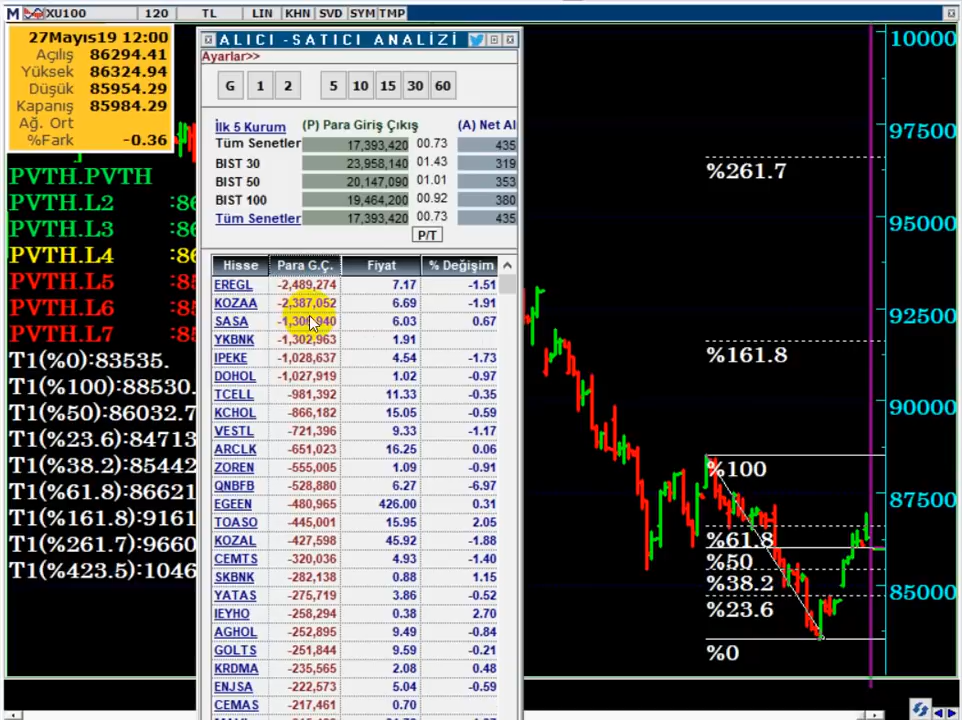 M XU100 120 TL LIN KHN SVD SYM TMP
27Mayıs19 12:00
Açılış 86294.41
Yüksek 86324.94
Düşük 85954.29
Kapanış 85984.29
Ağ. Ort
%Fark -0.36
PVTH.PVTH
PVTH.L2 :86
PVTH.L3 :86
PVTH.L4 :86
PVTH.L5 :85
PVTH.L6 :85
PVTH.L7 :85
T1(%0):83535.
T1(%100):88530.
T1(%50):86032.7
T1(%23.6):84713
T1(%38.2):85442
T1(%61.8):86621
T1(%161.8):9161
T1(%261.7):9660
T1(%423.5):1046
ALICI -SATICI ANALİZİ
Ayarlar>>
G 1 2 5 10 15 30 60
İlk 5 Kurum (P) Para Giriş Çıkış (A) Net Al
Tüm Senetler 17,393,420 00.73 435
BIST 30 23,958,140 01.43 319
BIST 50 20,147,090 01.01 353
BIST 100 19,464,200 00.92 380
Tüm Senetler 17,393,420 00.73 435
P/T
Hisse Para G.Ç. Fiyat % Değişim
EREGL -2,489,274 7.17 -1.51
KOZAA -2,387,052 6.69 -1.91
SASA 6.03 0.67
YKBNK -1,302,963 1.91
IPEKE -1,028,637 4.54 -1.73
DOHOL -1,027,919 1.02 -0.97
TCELL -981,392 11.33 -0.35
KCHOL -866,182 15.05 -0.59
VESTL -721,396 9.33 -1.17
ARCLK -651,023 16.25 0.06
ZOREN -555,005 1.09 -0.91
QNBFB -528,880 6.27 -6.97
EGEEN -480,965 426.00 0.31
TOASO -445,001 15.95 2.05
KOZAL -427,598 45.92 -1.88
CEMTS -320,036 4.93 -1.40
SKBNK -282,138 0.88 1.15
YATAS -275,719 3.86 -0.52
IEYHO -258,294 0.38 2.70
AGHOL -252,895 9.49 -0.84
GOLTS -251,844 9.59 -0.21
KRDMA -235,565 2.08 0.48
ENJSA -222,573 5.04 -0.59
CEMAS -217,461 0.70
%261.7
%161.8
%100
%61.8
%50
%38.2
%23.6
%0
10000
97500
95000
92500
90000
87500
85000